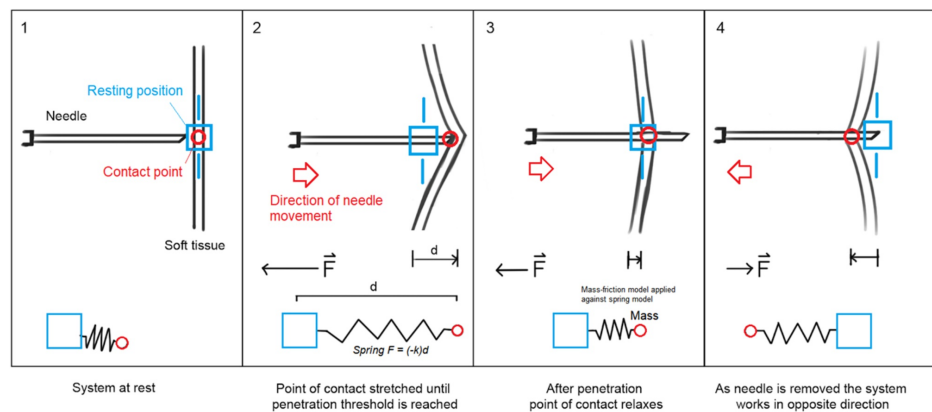 1
Resting position
Needle
Contact point
Soft tissue
System at rest
2
Direction of needle
movement
d
F
d
Spring F = (-k)d
Point of contact stretched until
penetration threshold is reached
3
F
Mass-friction model applied
against spring model
Mass
After penetration
point of contact relaxes
4
F
As needle is removed the system
works in opposite direction